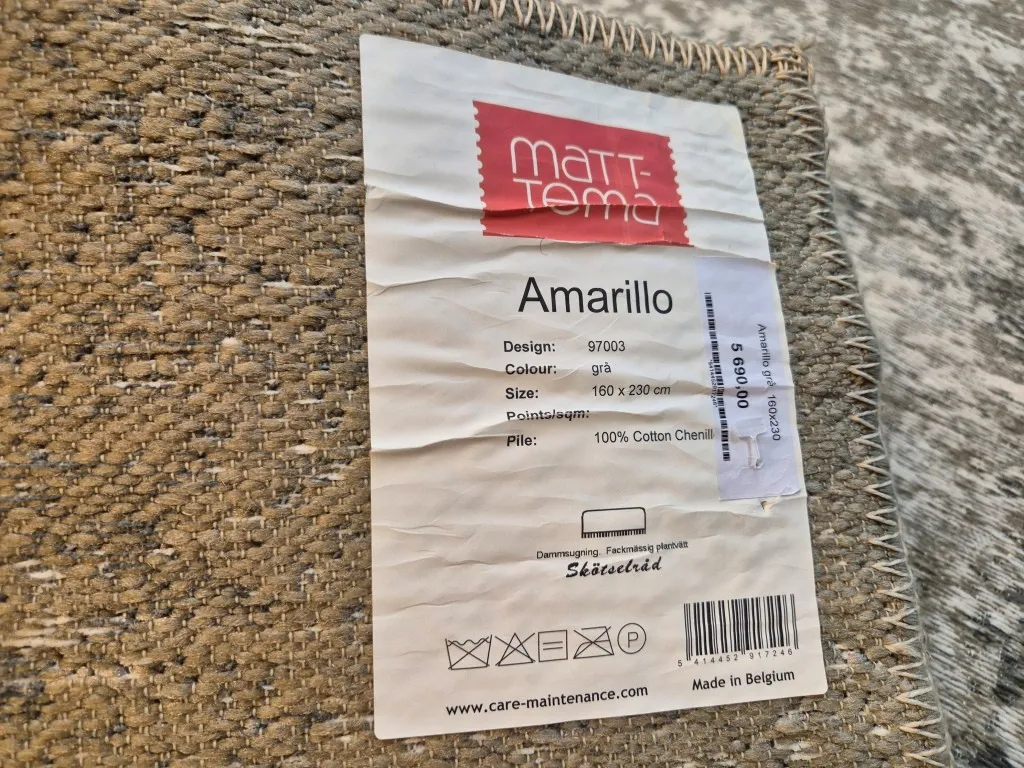 matt-
tema
Amarillo
Design: 97003
Colour: grå
Size: 160 x 230 cm
Points/sqm:
Pile: 100% Cotton Chenill
Amarillo grå 160x230
5 690,00
Dammsugning. Fackmässig plantvätt
Skötselråd
P
5 414452 917246
www.care-maintenance.com
Made in Belgium